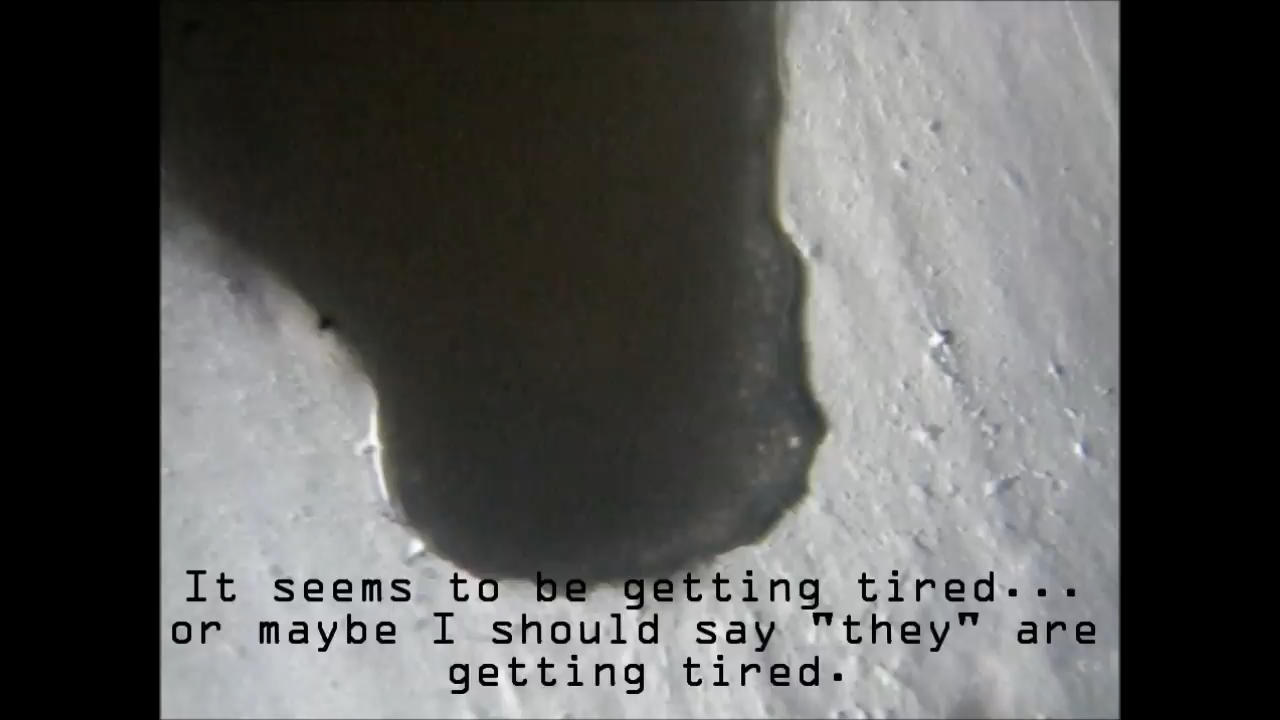 It seems to be getting tired...
or maybe I should say "they" are
getting tired.